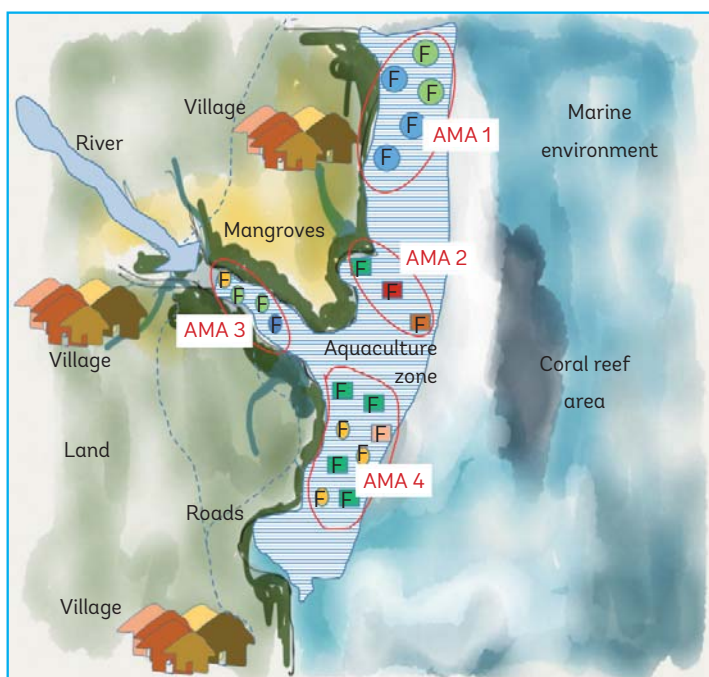 F
F
F
Village
F
AMA 1
Marine
environment
River
F
Mangroves
AMA 2
F
F
F
F
F
F
F
AMA 3
Village
Aquaculture
zone
Coral reef
area
F
F
F
F
Land
F
F
AMA 4
F
F
Roads
Village